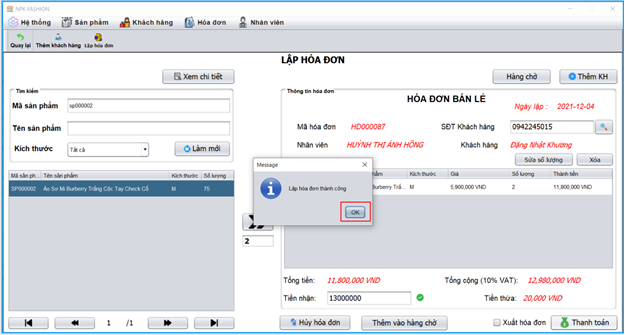 NPK FASHION
Hệ thống Sản phẩm Khách hàng Hóa đơn Nhân viên
Quay lại Thêm khách hàng Lập hóa đơn
LẬP HÓA ĐƠN
Xem chi tiết
Hàng chờ
Thêm KH
Tìm kiếm
Mã sản phẩm sp000002
Tên sản phẩm
Kích thước Tất cả
Làm mới
Mã sản ph... Tên sản phẩm Kích thước Số lượng
SP000002 Áo Sơ Mi Burberry Trắng Cộc Tay Check Cổ M 75
1 /1
2
Thông tin hóa đơn
HÓA ĐƠN BÁN LẺ
Ngày lập : 2021-12-04
Mã hóa đơn HD000087 SĐT Khách hàng 0942245015
Nhân viên HUỲNH THỊ ÁNH HỒNG Khách hàng Đặng Nhật Khương
Sửa số lượng Xóa
Kích thước Giá Số lượng Thành tiền
Burberry Trắ... M 5,900,000 VND 2 11,800,000 VND
Message
Lập hóa đơn thành công
OK
Tổng tiền: 11,800,000 VND Tổng cộng (10% VAT): 12,980,000 VND
Tiền nhận: 13000000 Tiền thừa: 20,000 VND
Hủy hóa đơn Thêm vào hàng chờ Xuất hóa đơn Thanh toán